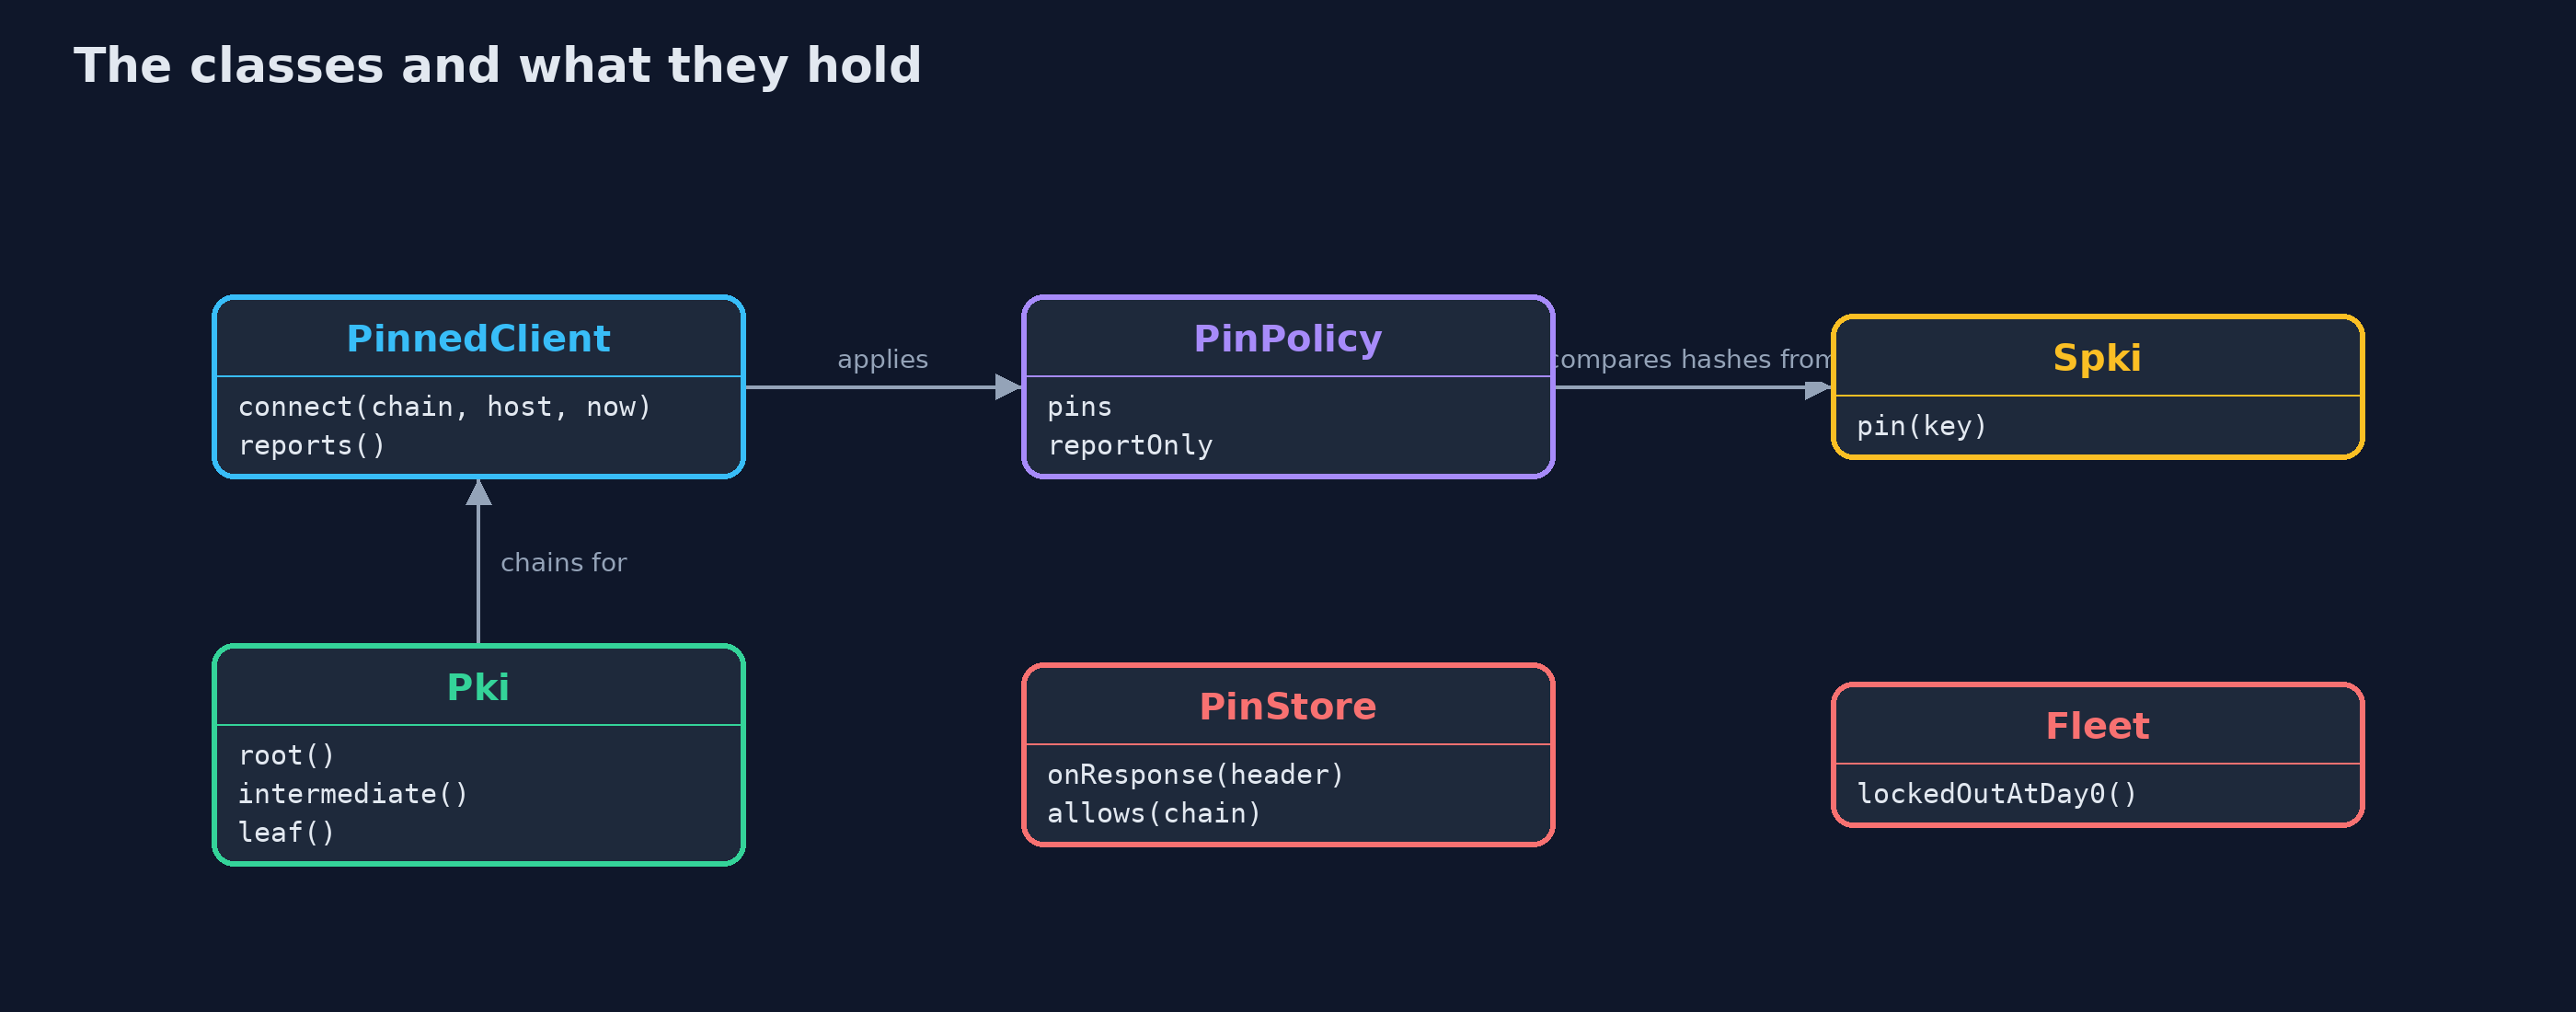 The classes and what they hold
PinnedClient
connect(chain, host, now)
reports()
applies
PinPolicy
pins
reportOnly
compares hashes from
Spki
pin(key)
chains for
Pki
root()
intermediate()
leaf()
PinStore
onResponse(header)
allows(chain)
Fleet
lockedOutAtDay0()